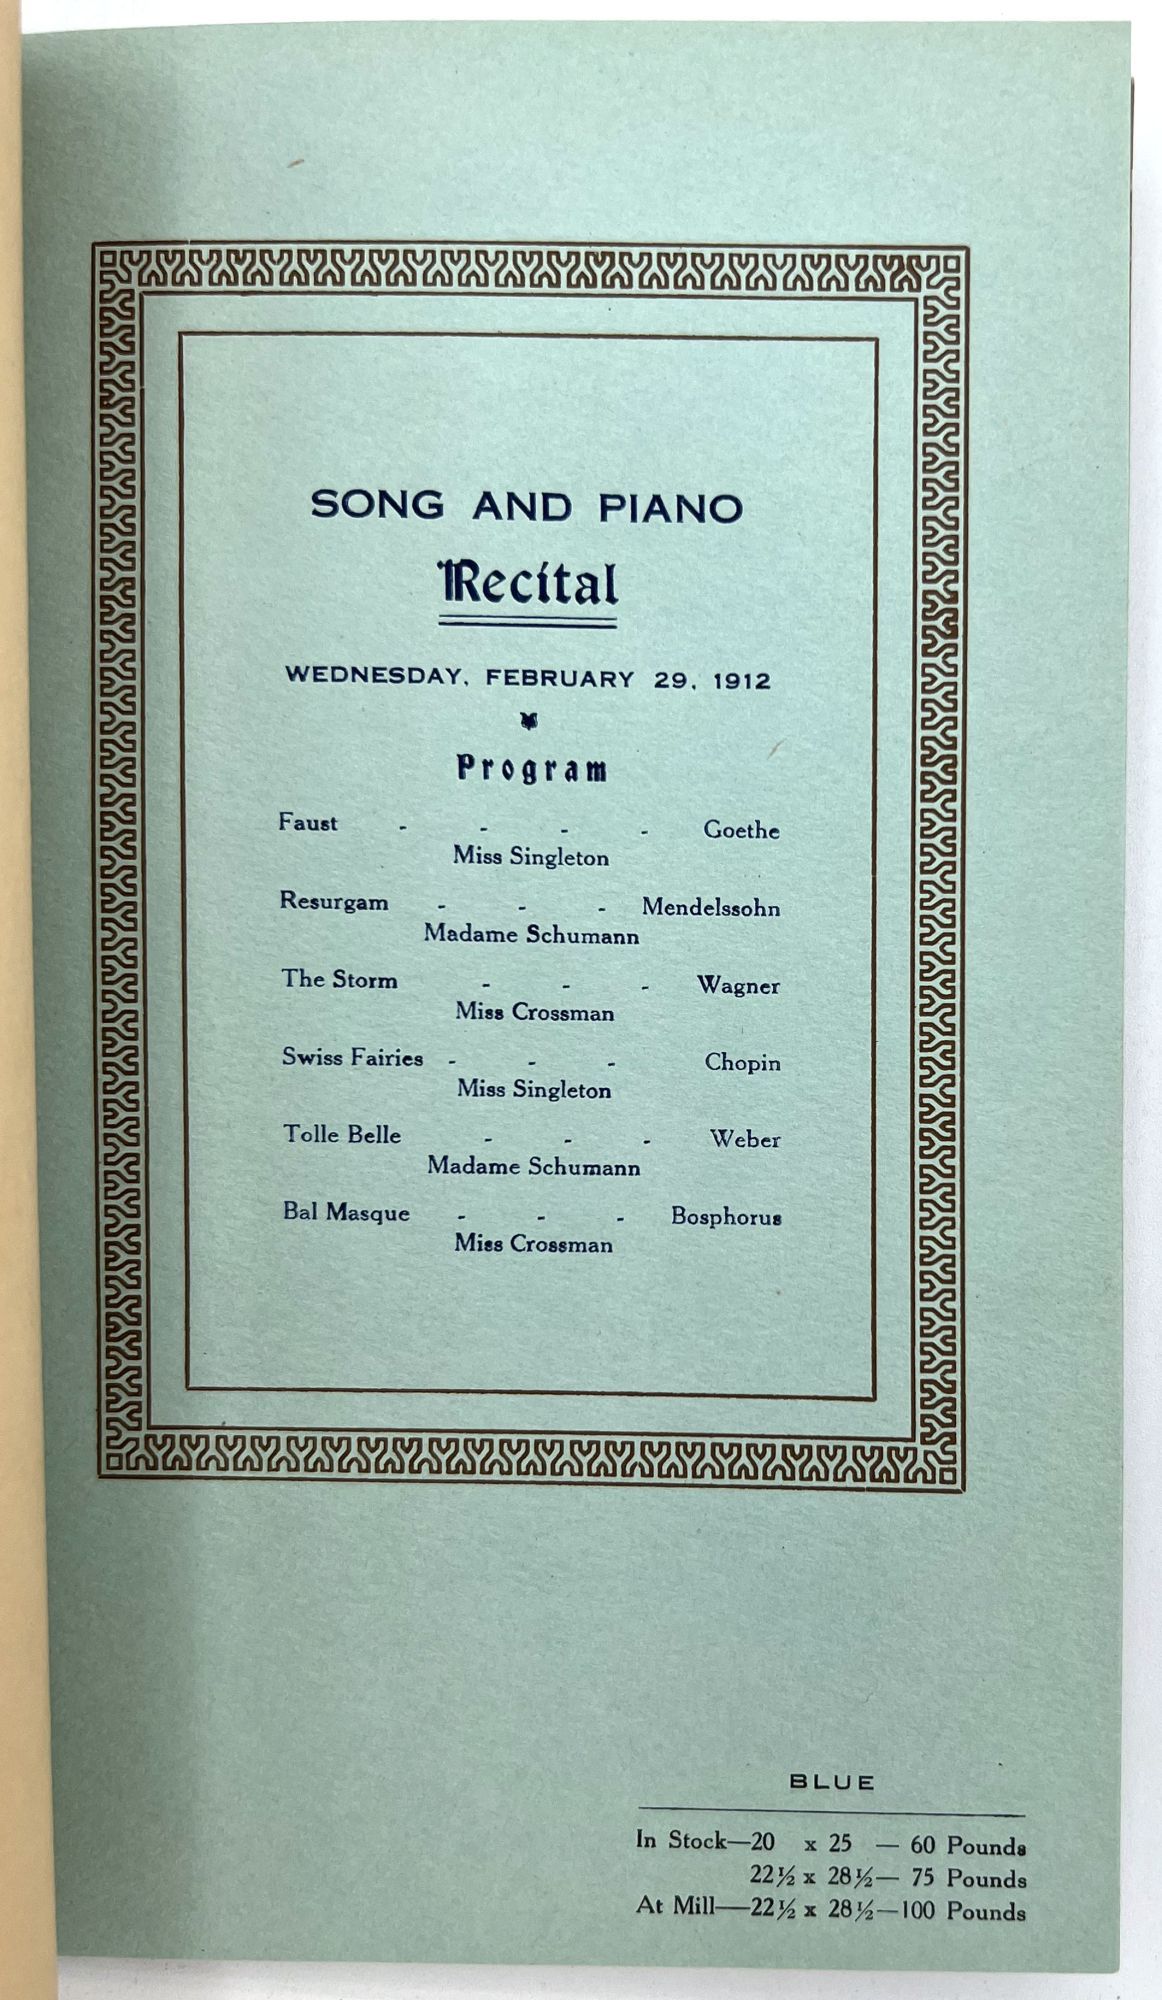 SONG AND PIANO
Recital
WEDNESDAY, FEBRUARY 29, 1912
Program
Faust - - - - Goethe
Miss Singleton
Resurgam - - - Mendelssohn
Madame Schumann
The Storm - - - Wagner
Miss Crossman
Swiss Fairies - - - Chopin
Miss Singleton
Tolle Belle - - - Weber
Madame Schumann
Bal Masque - - - Bosphorus
Miss Crossman
BLUE
In Stock—20 x 25 — 60 Pounds
22½ x 28½— 75 Pounds
At Mill—22½ x 28½—100 Pounds